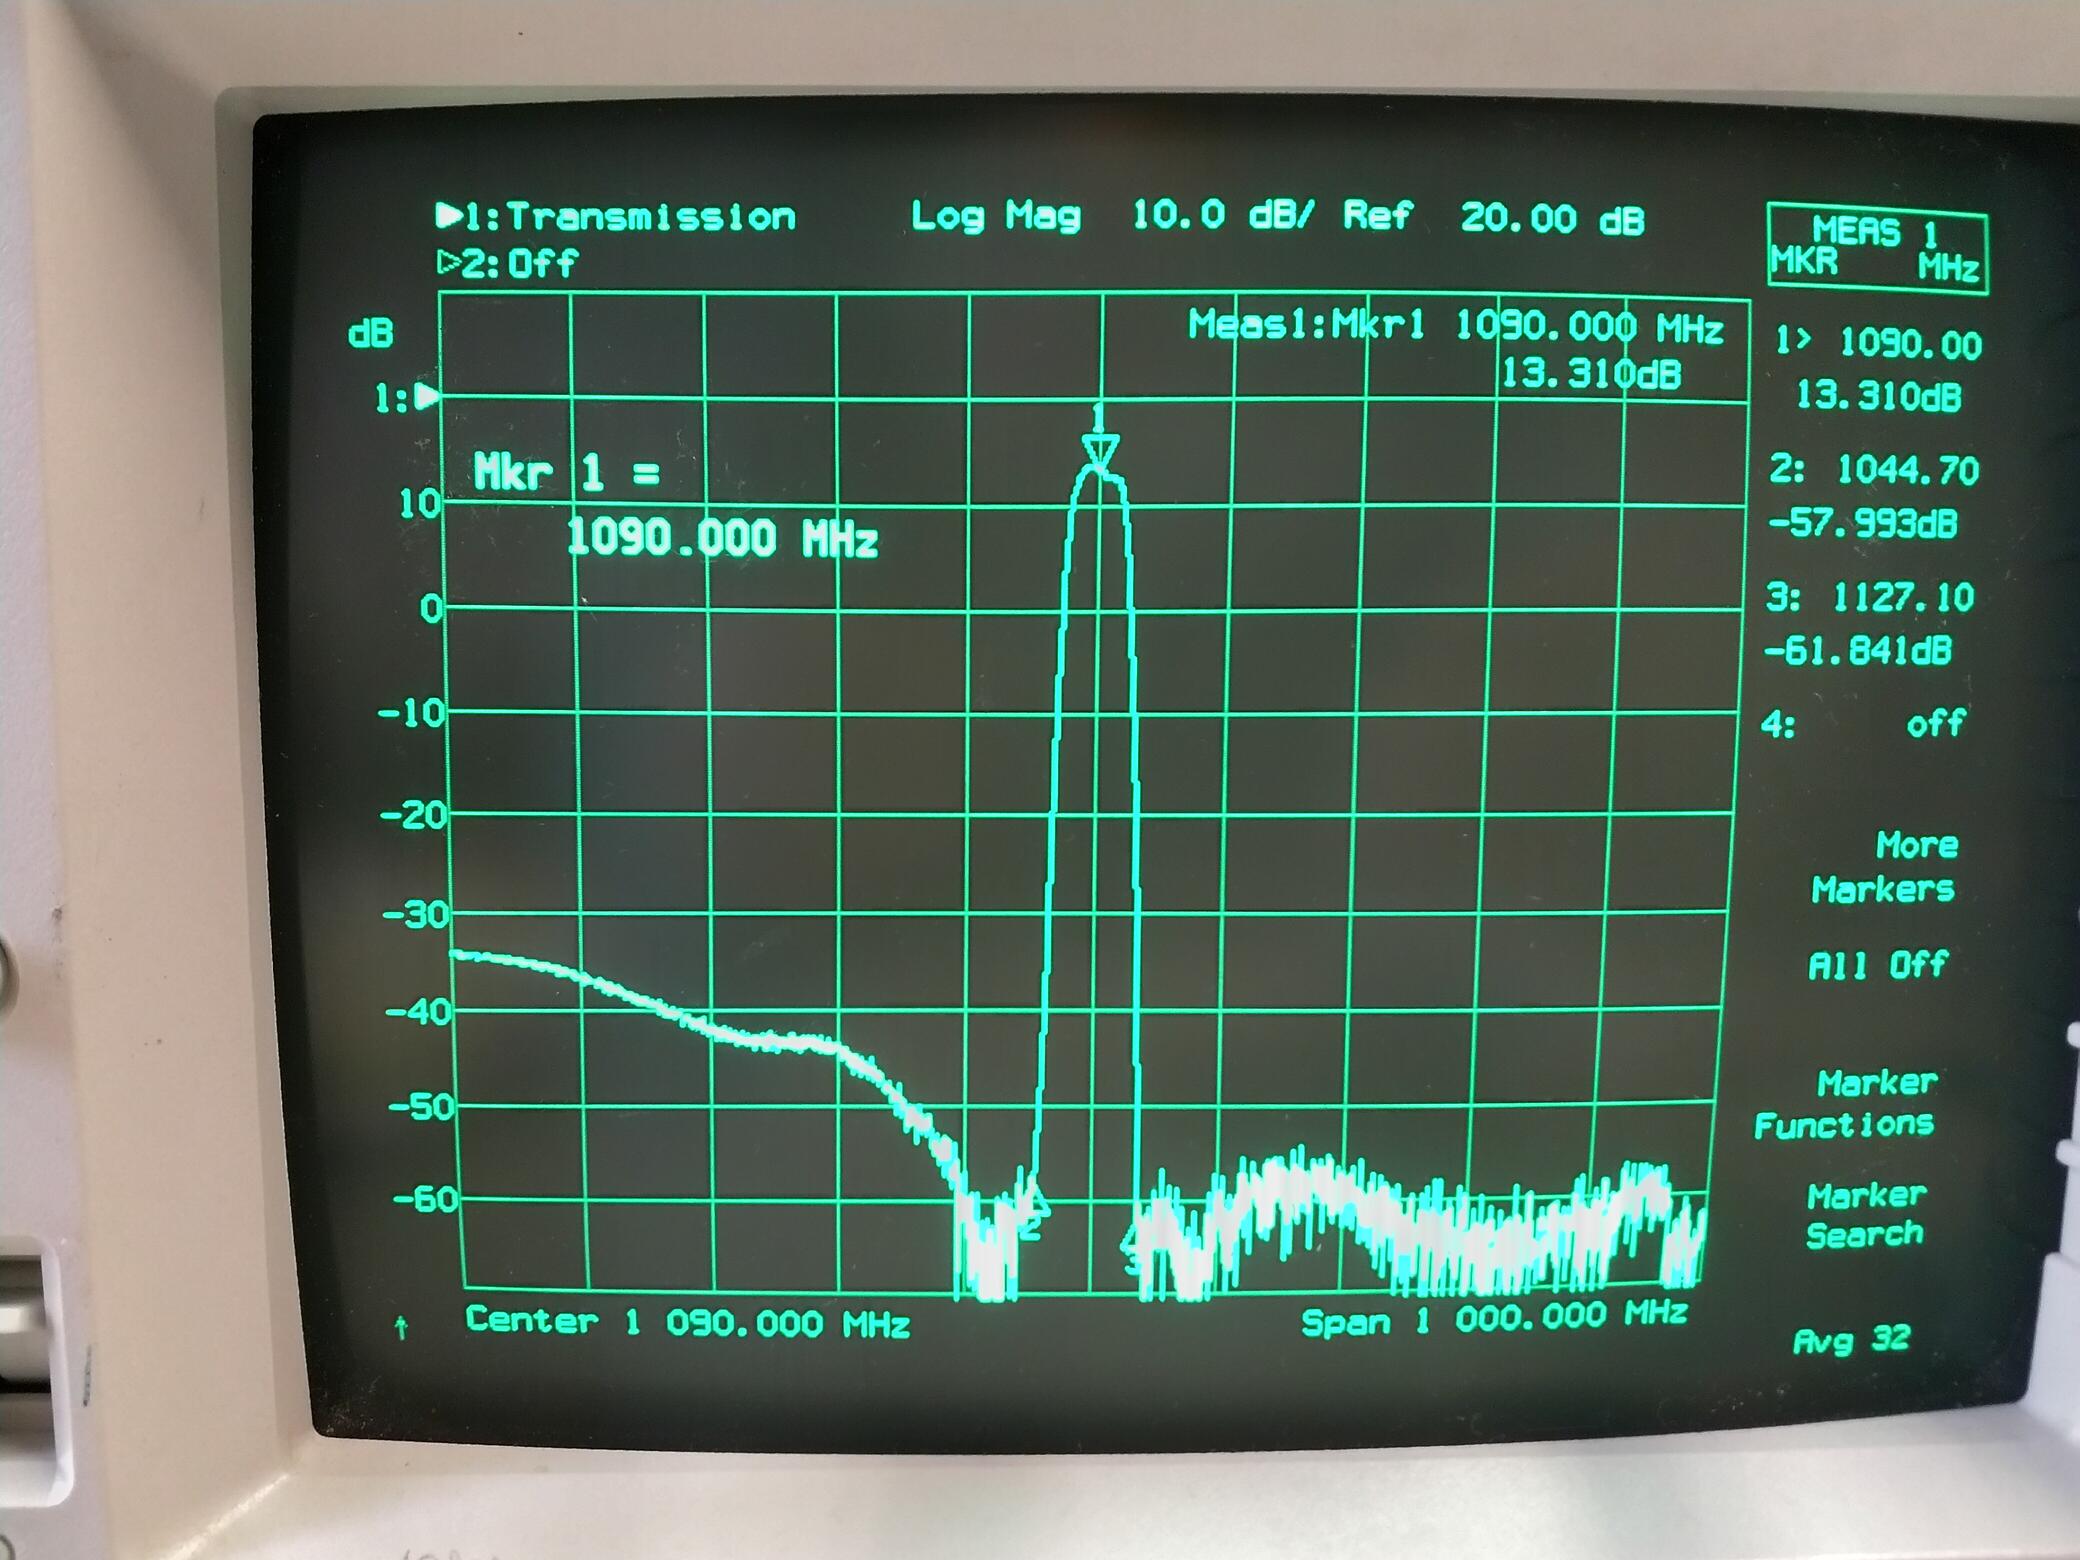 1:Transmission Log Mag 10.0 dB/ Ref 20.00 dB
2:Off
MEAS 1
MKR MHz
dB
Meas1:Mkr1 1090.000 MHz
13.310dB
1> 1090.00
13.310dB
1:
1
Mkr 1 =
1090.000 MHz
2: 1044.70
-57.993dB
3: 1127.10
-61.841dB
4: off
10
0
-10
-20
-30
-40
-50
-60
2
3
More
Markers
All Off
Marker
Functions
Marker
Search
Center 1 090.000 MHz Span 1 000.000 MHz
Avg 32